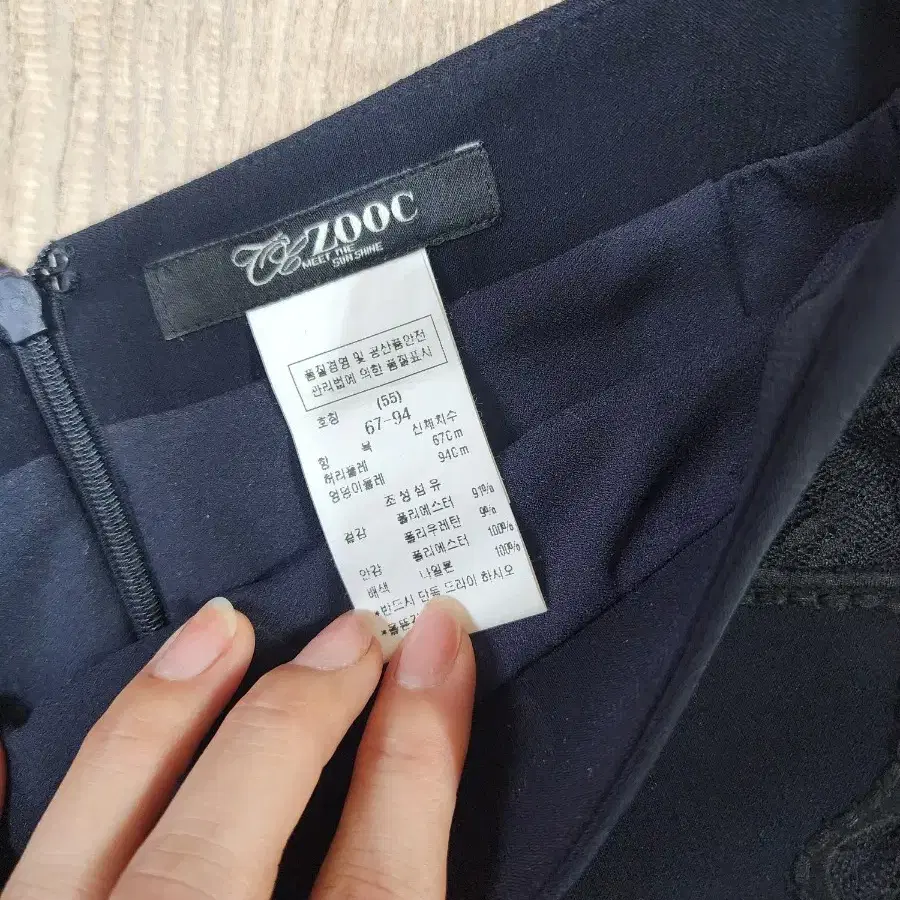 ZOOC
MEET THE
SUNSHINE
품질경영 및 공산품안전
관리법에 의한 품질표시
호칭 (55)
67-94
항 목 신체치수
허리둘레 67Cm
엉덩이둘레 94Cm
조성섬유
겉감 폴리에스터 91%
폴리우레탄 9%
안감 폴리에스터 100%
배색 나일론 100%
*반드시 단독 드라이 하시오